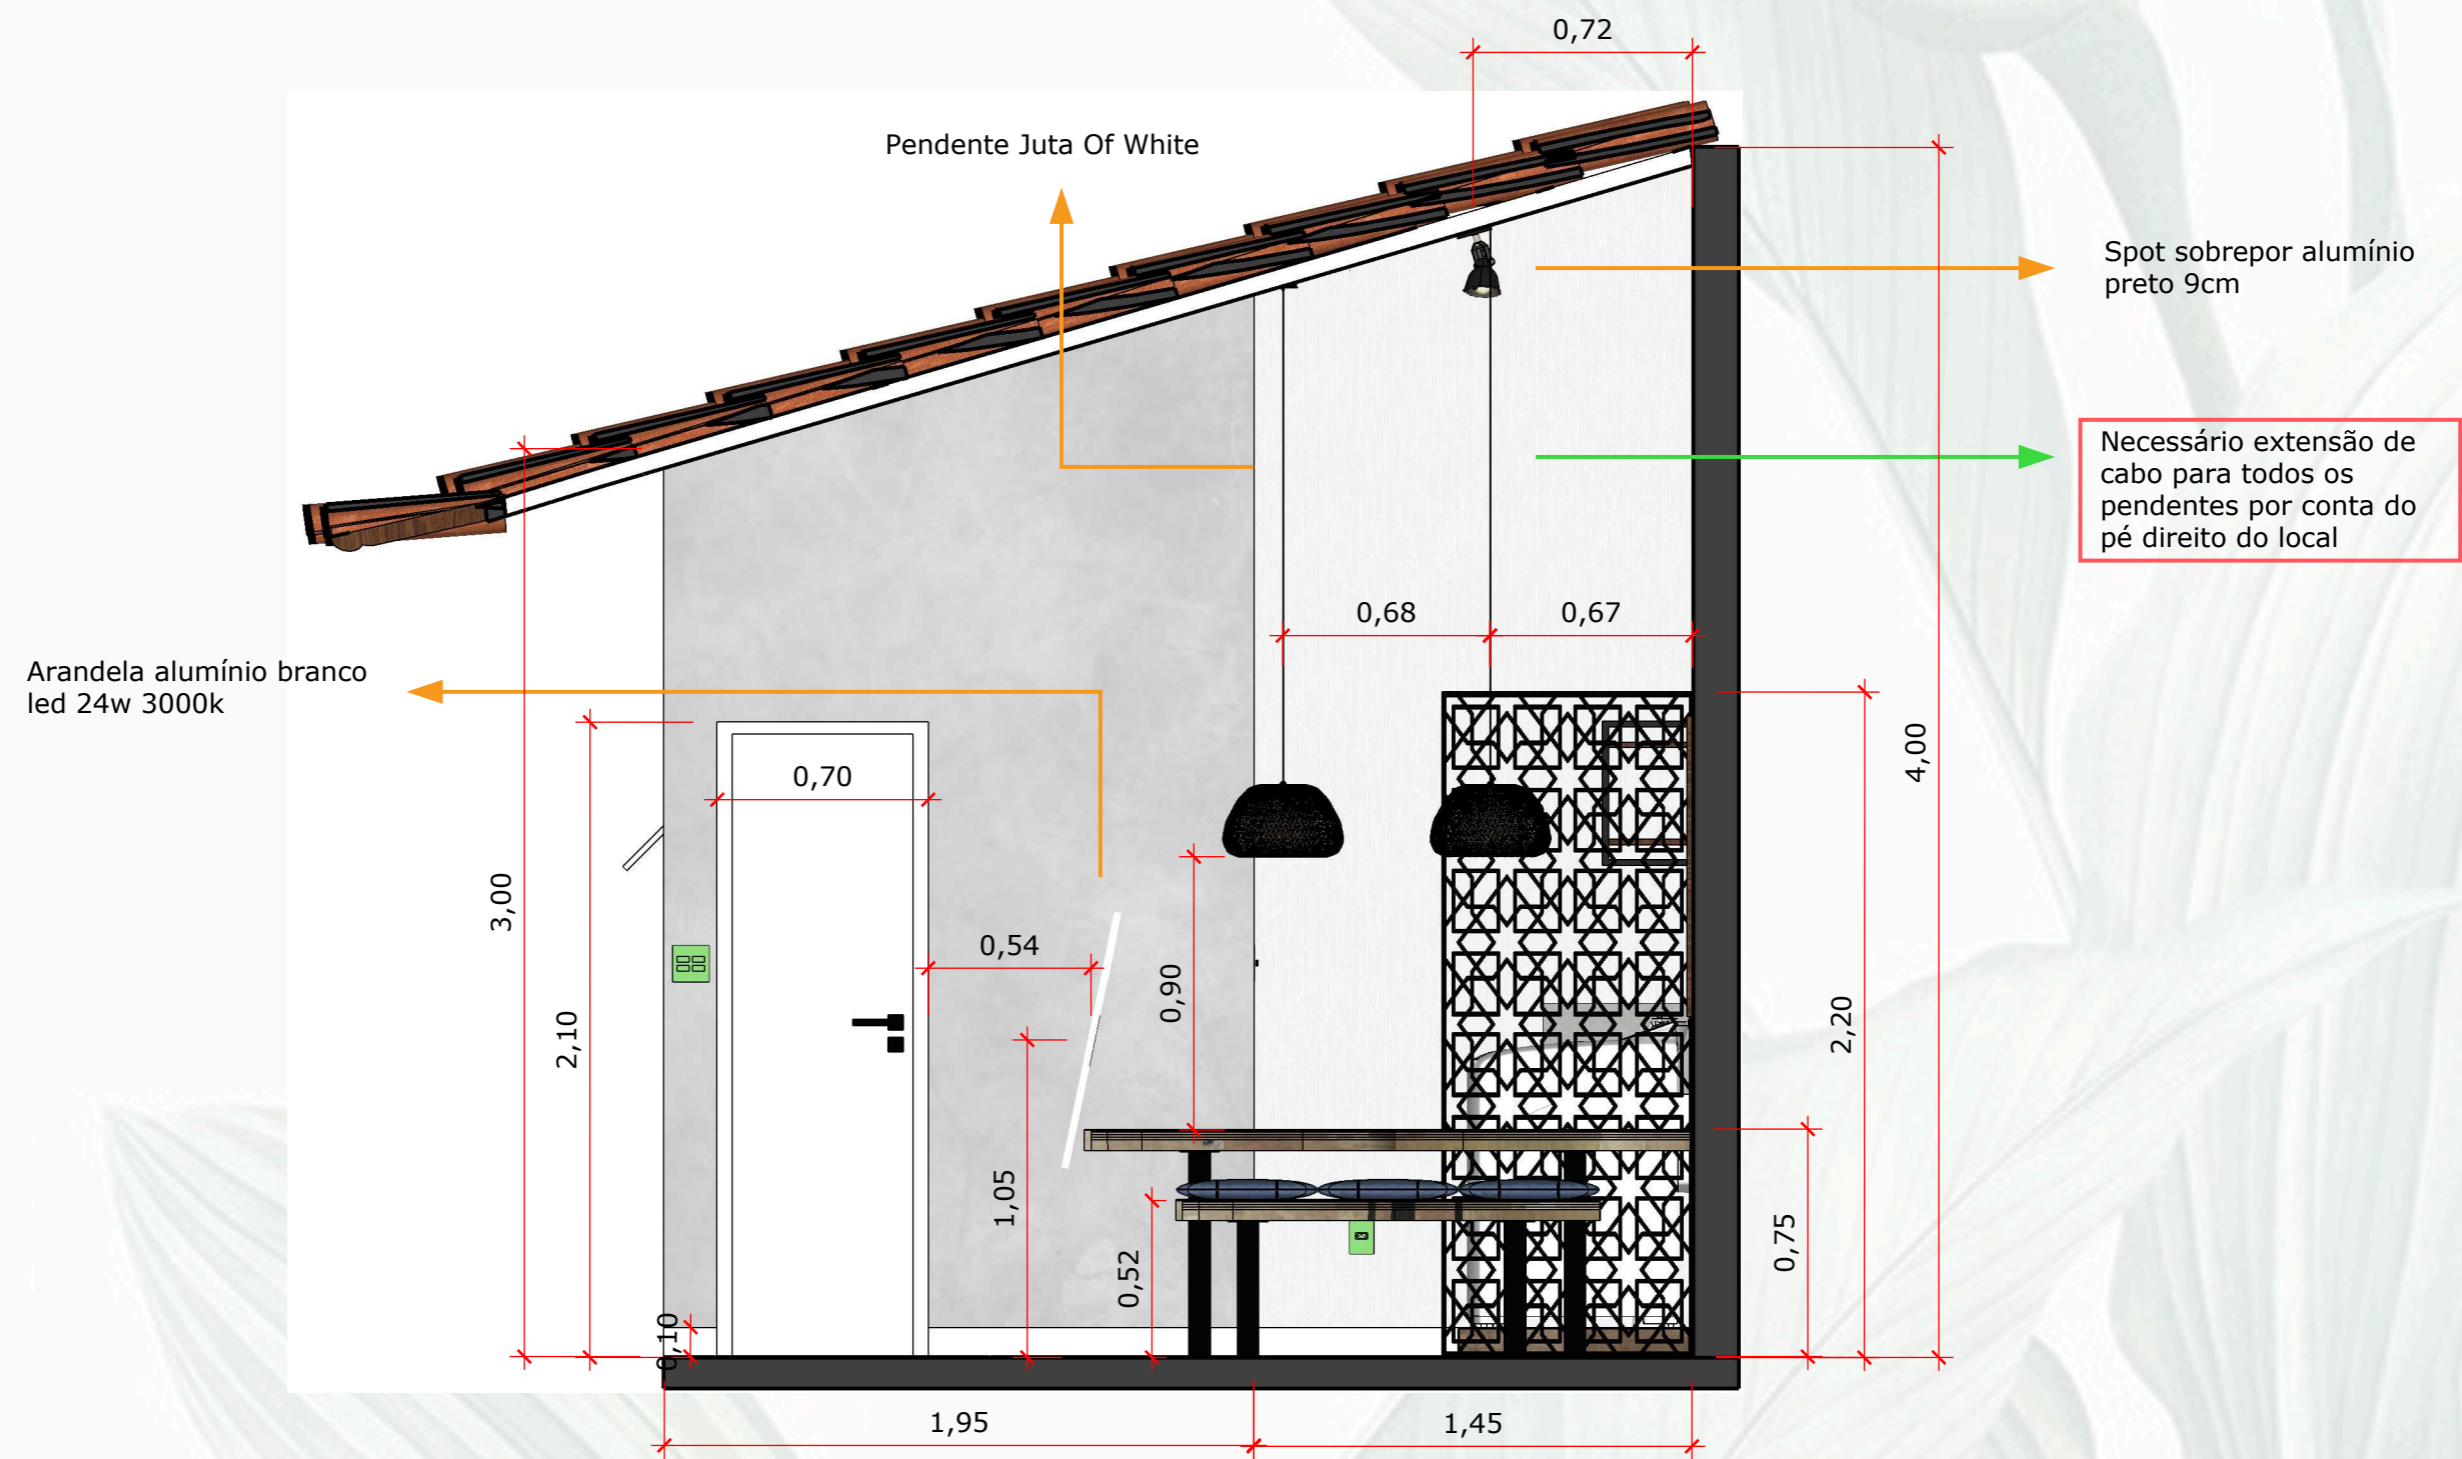 0,72
Pendente Juta Of White
Spot sobrepor alumínio
preto 9cm
Necessário extensão de
cabo para todos os
pendentes por conta do
pé direito do local
0,68
0,67
Arandela alumínio branco
led 24w 3000k
4,00
0,70
3,00
0,54
0,90
2,10
2,20
1,05
0,75
0,52
0,10
1,95
1,45